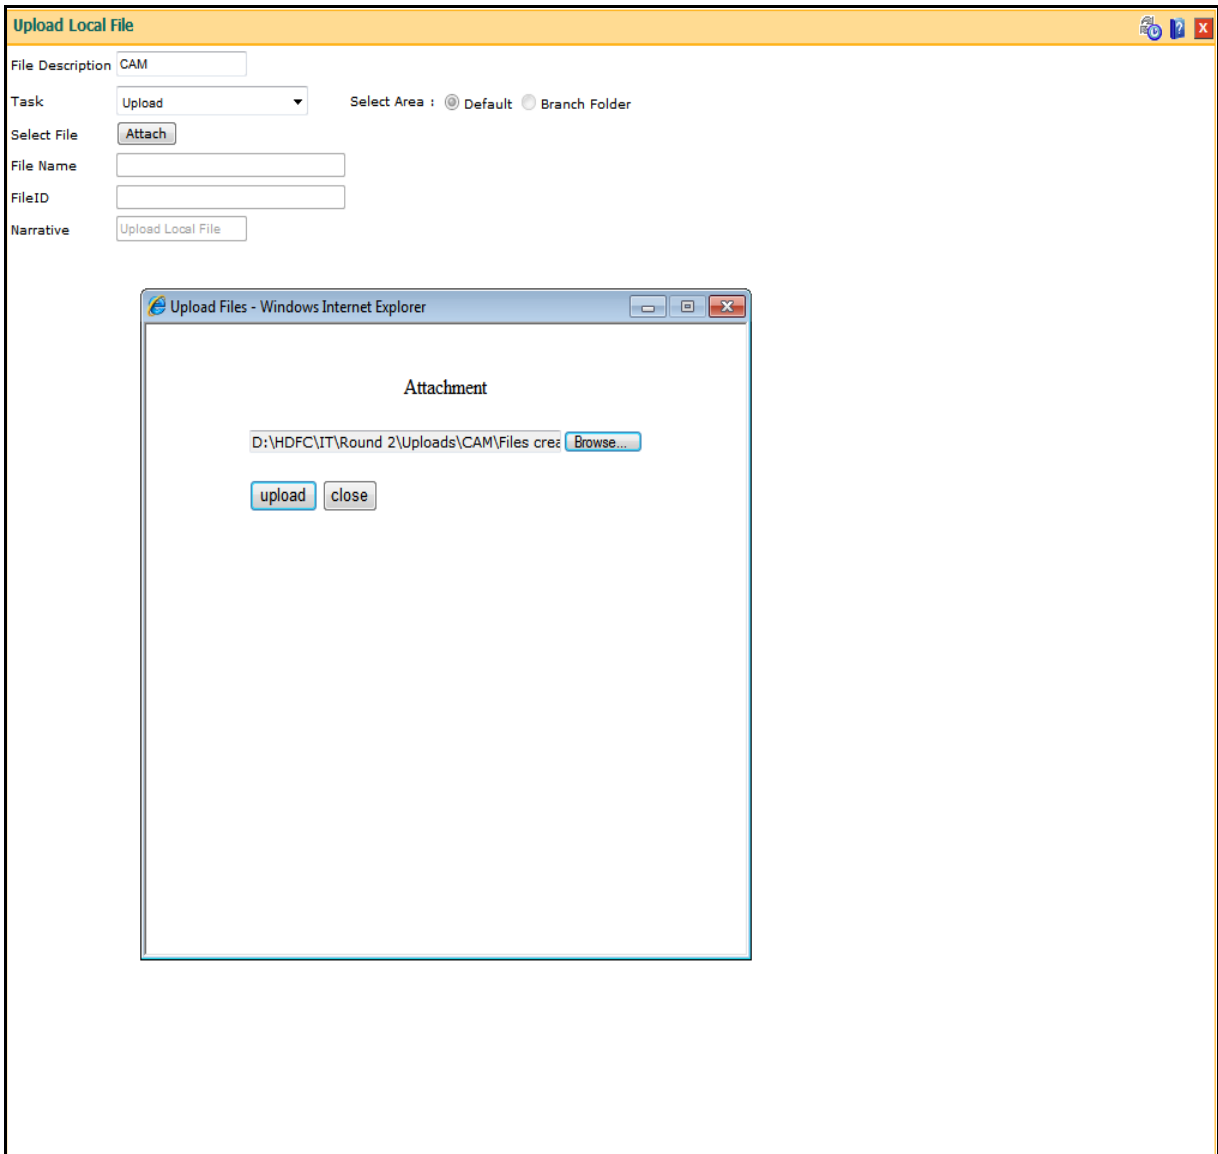 Upload Local File
File Description CAM
Task Upload Select Area : Default Branch Folder
Select File Attach
File Name
FileID
Narrative Upload Local File
Upload Files - Windows Internet Explorer
Attachment
D:\HDFC\IT\Round 2\Uploads\CAM\Files crea Browse...
upload close